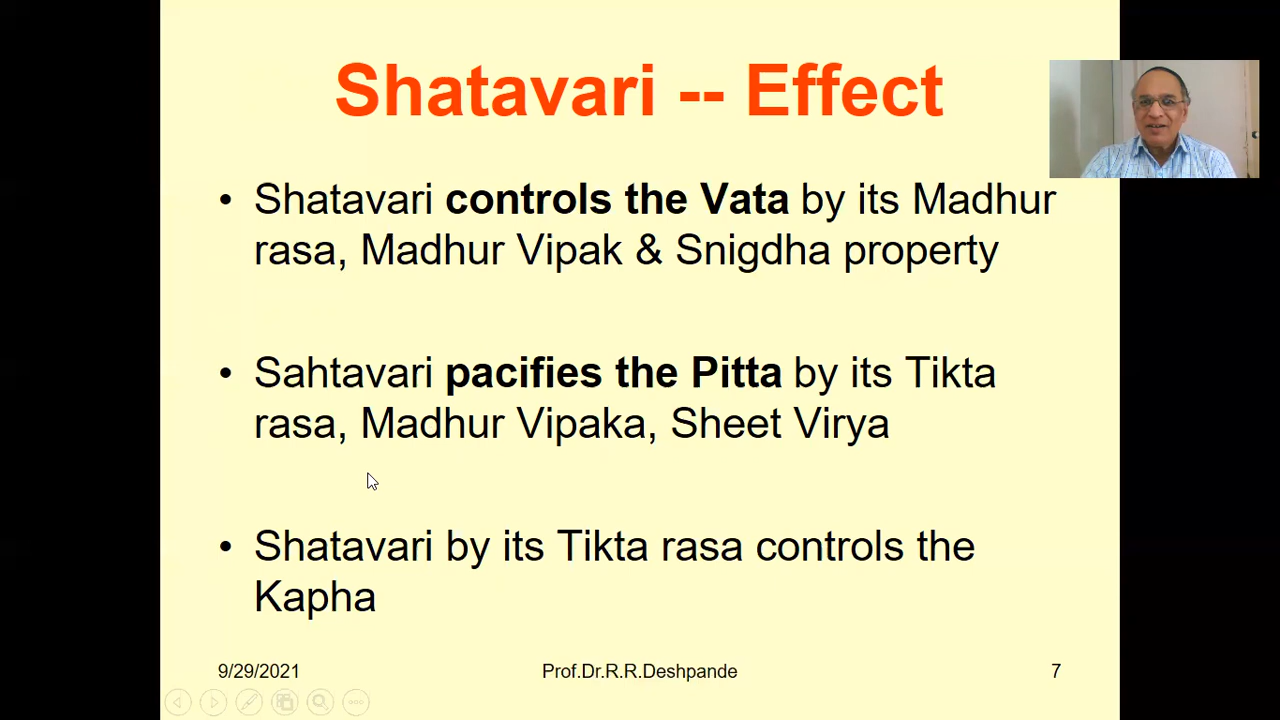 Shatavari -- Effect
• Shatavari controls the Vata by its Madhur
rasa, Madhur Vipak & Snigdha property
• Sahtavari pacifies the Pitta by its Tikta
rasa, Madhur Vipaka, Sheet Virya
• Shatavari by its Tikta rasa controls the
Kapha
9/29/2021 Prof.Dr.R.R.Deshpande 7